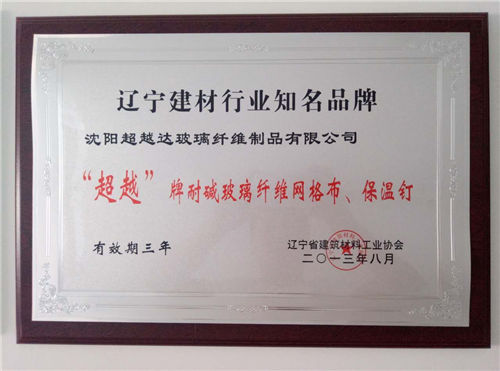 辽宁建材行业知名品牌
沈阳超越达玻璃纤维制品有限公司
“超越”牌耐碱玻璃纤维网格布、保温钉
有效期三年
辽宁省建筑材料工业协会
二〇一三年八月